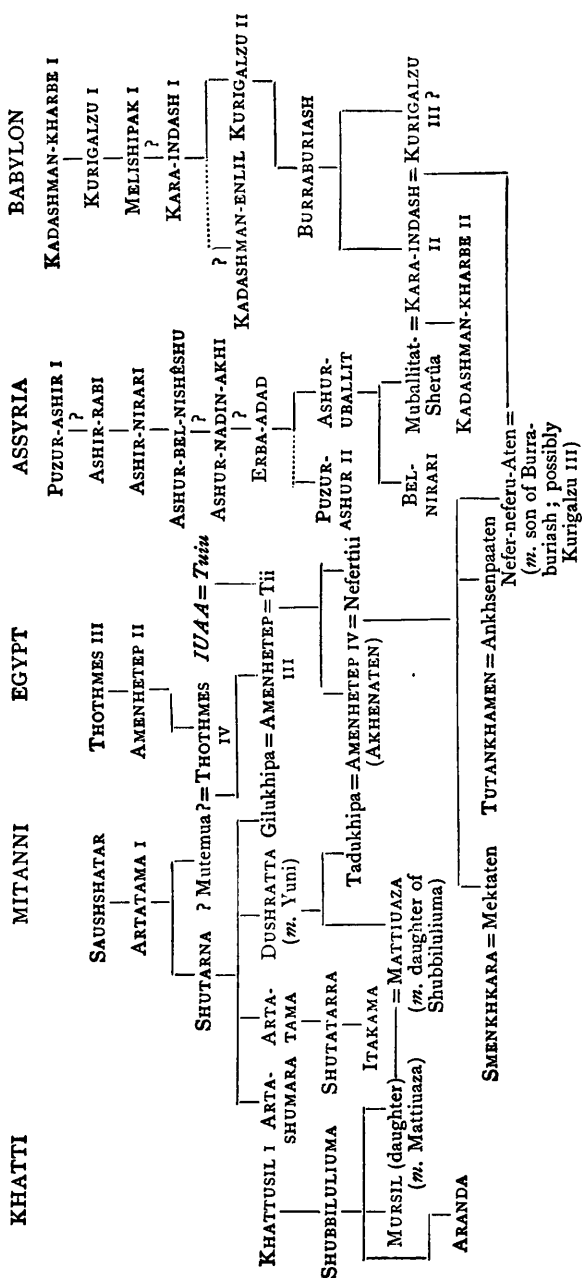 KHATTI
KHATTUSIL I
SHUBBILULIUMA
MURSIL (daughter)
(m. Mattiuaza)
ARANDA
MITANNI
SAUSHSHATAR
ARTATAMA I
SHUTARNA ? Mutemua ? = THOTHMES
IV
ARTA-
SHUMARA
ARTA-
TAMA
DUSHRATTA
(m. Yuni)
Gilukhipa = AMENHETEP = Tii
III
SHUTATARRA
ITAKAMA
= MATTIUAZA
(m. daughter of
Shubbiluliuma)
Tadukhipa = AMENHETEP IV = Nefertiui
(AKHENATEN)
EGYPT
THOTHMES III
AMENHETEP II
IUAA = Tuiu
SMENKHKARA = Mektaten
TUTANKHAMEN = Ankhsenpaaten
Nefer-neferu-Aten =
(m. son of Burra-
buriash ; possibly
Kurigalzu III)
ASSYRIA
PUZUR-ASHIR I
?
ASHIR-RABI
ASHIR-NIRARI
ASHUR-BEL-NISHÊSHU
?
ASHUR-NADIN-AKHI
?
ERBA-ADAD
PUZUR-
ASHUR II
ASHUR-
UBALLIT
BEL-
NIRARI
Muballitat-
Sherûa
= KARA-INDASH = KURIGALZU
II
III ?
KADASHMAN-KHARBE II
BABYLON
KADASHMAN-KHARBE I
KURIGALZU I
MELISHIPAK I
?
KARA-INDASH I
?
KADASHMAN-ENLIL KURIGALZU II
BURRABURIASH